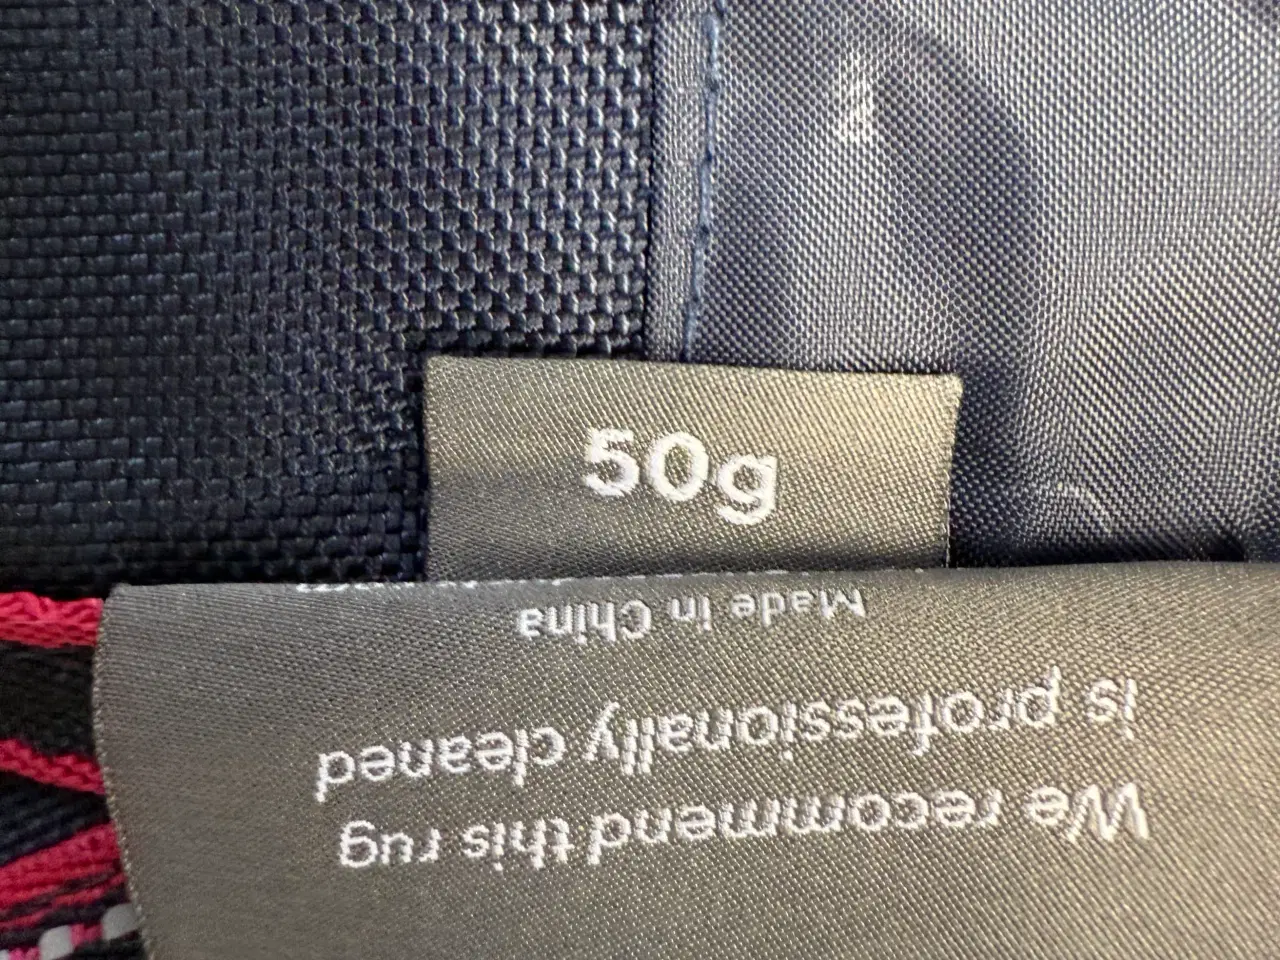 50g
We recommend this rug
is professionally cleaned
Made in China